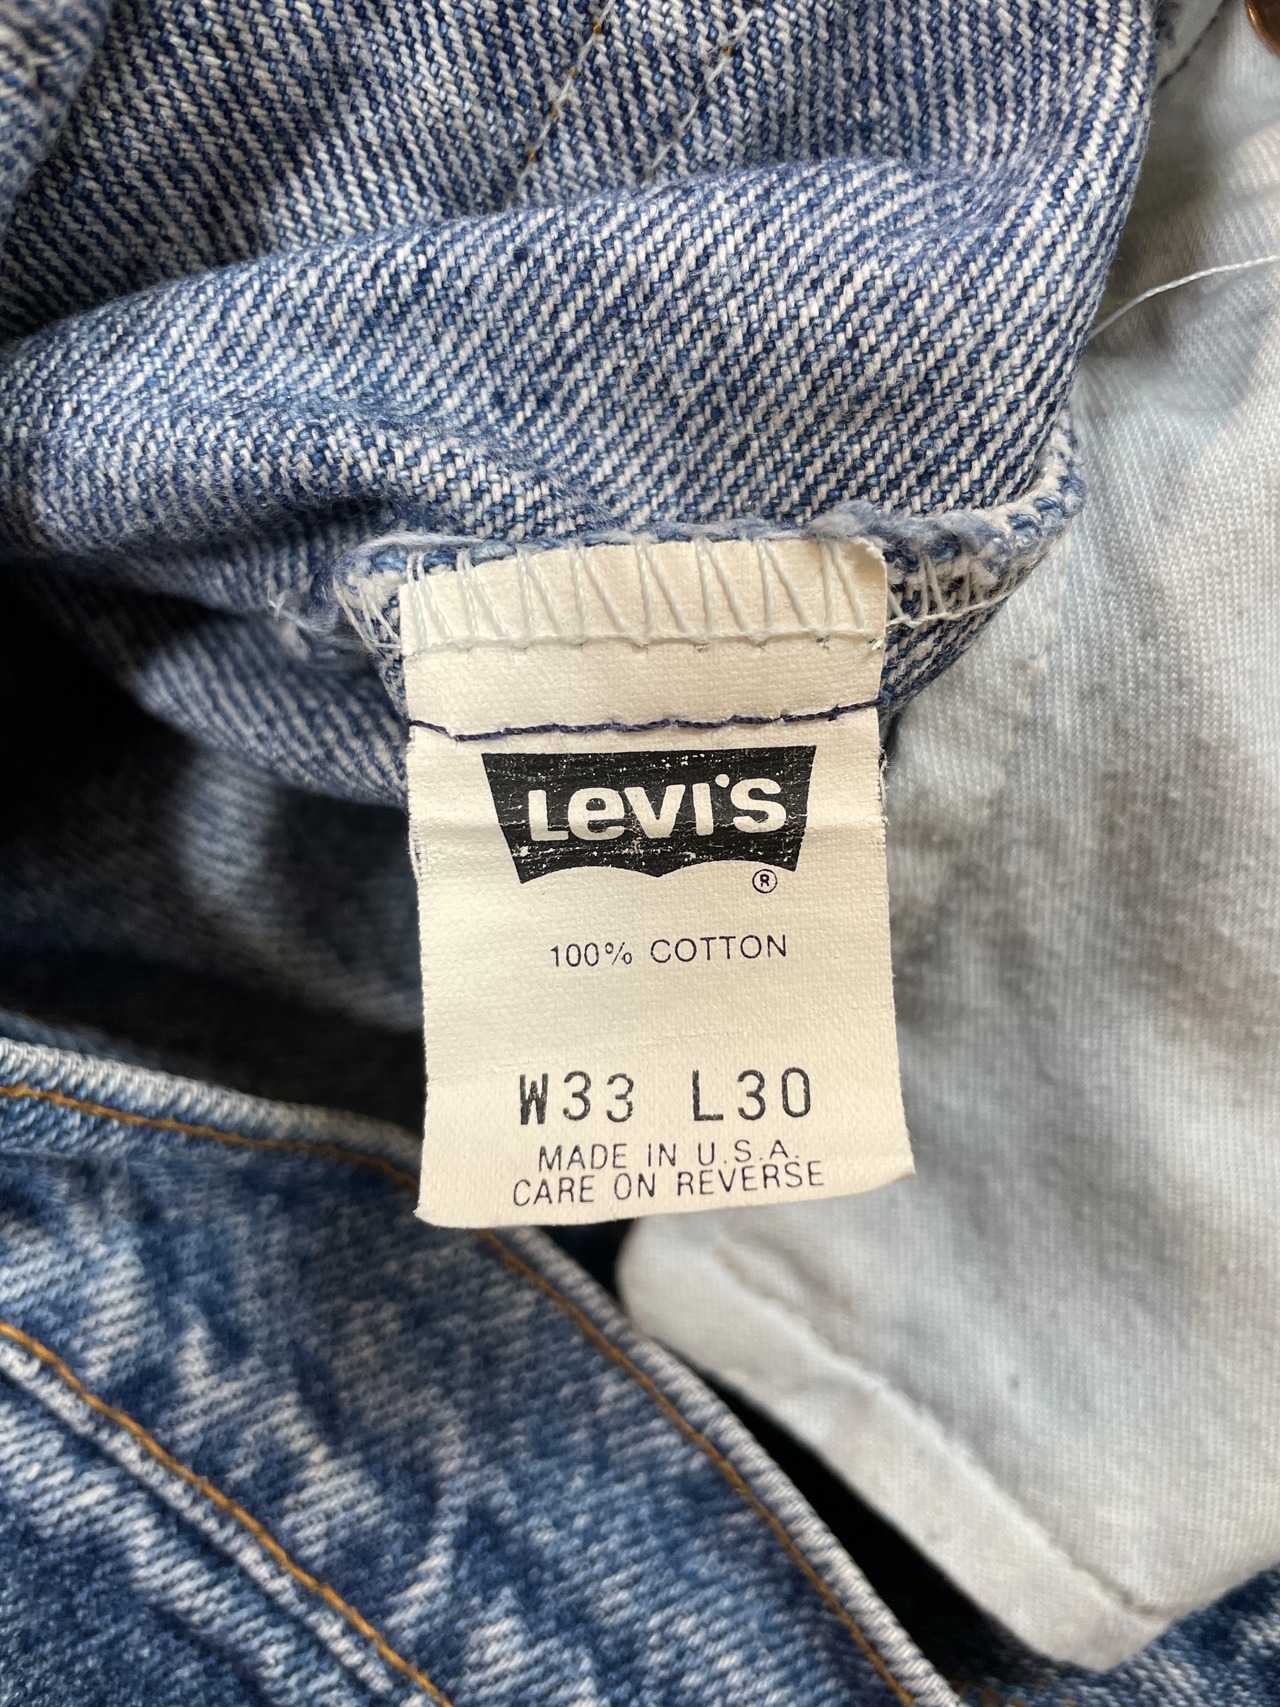 Levi's
®
100% COTTON
W33 L30
MADE IN U.S.A.
CARE ON REVERSE